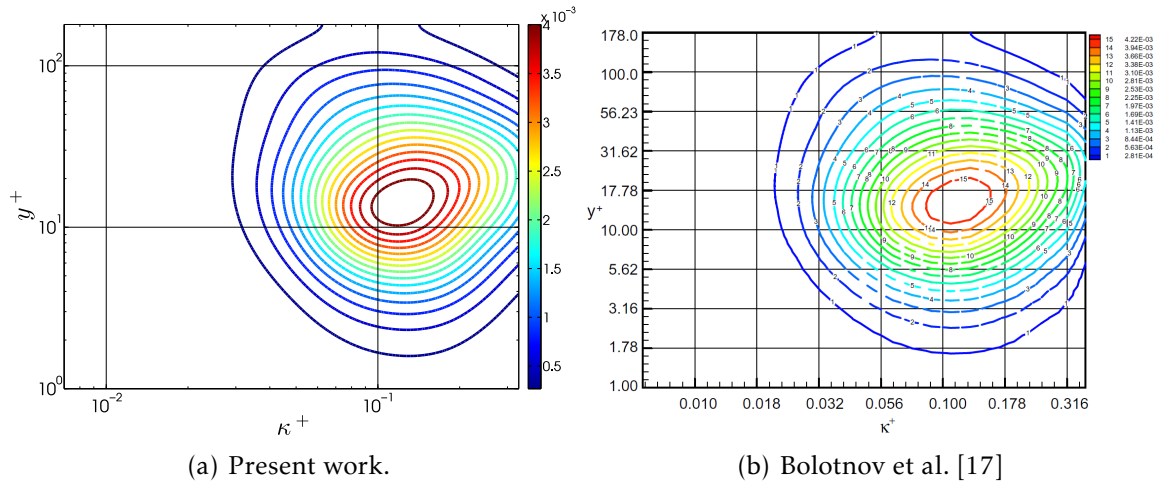 × 10⁻³
10²
10¹
10⁰
y⁺
10⁻²
10⁻¹
κ⁺
4
3.5
3
2.5
2
1.5
1
0.5
(a) Present work.
178.0
100.0
56.23
31.62
17.78
y⁺
10.00
5.62
3.16
1.78
1.00
0.010 0.018 0.032 0.056 0.100 0.178 0.316
κ⁺
15 4.22E-03
14 3.94E-03
13 3.66E-03
12 3.38E-03
11 3.10E-03
10 2.81E-03
9 2.53E-03
8 2.25E-03
7 1.97E-03
6 1.69E-03
5 1.41E-03
4 1.13E-03
3 8.44E-04
2 5.63E-04
1 2.81E-04
(b) Bolotnov et al. [17]